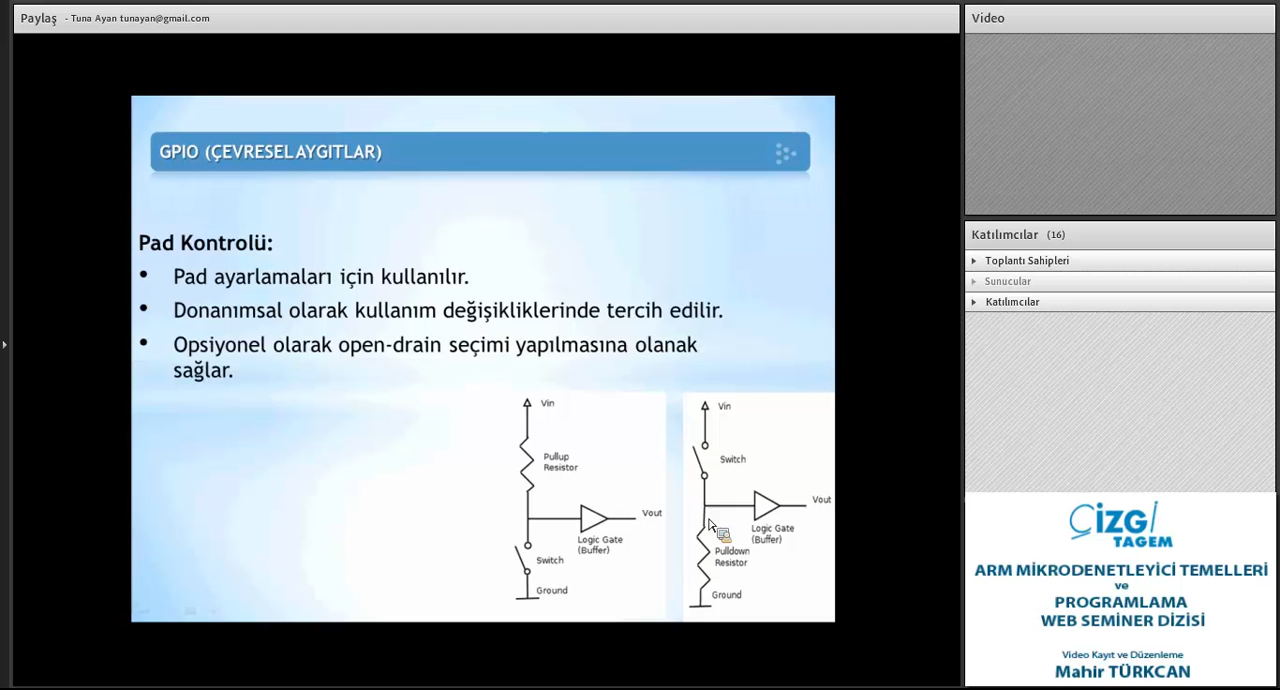 Paylaş - Tuna Ayan tunayan@gmail.com
GPIO (ÇEVRESEL AYGITLAR)
Pad Kontrolü:
• Pad ayarlamaları için kullanılır.
• Donanımsal olarak kullanım değişikliklerinde tercih edilir.
• Opsiyonel olarak open-drain seçimi yapılmasına olanak
sağlar.
Vin
Pullup
Resistor
Vout
Logic Gate
(Buffer)
Switch
Ground
Vin
Switch
Vout
Logic Gate
(Buffer)
Pulldown
Resistor
Ground
Video
Katılımcılar (16)
Toplantı Sahipleri
Sunucular
Katılımcılar
ÇİZGİ
TAGEM
ARM MİKRODENETLEYİCİ TEMELLERİ
ve
PROGRAMLAMA
WEB SEMİNER DİZİSİ
Video Kayıt ve Düzenleme
Mahir TÜRKCAN